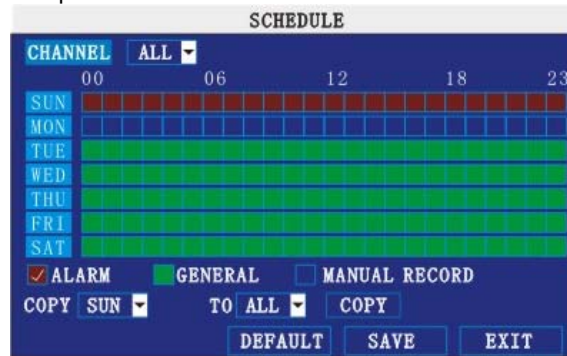 SCHEDULE
CHANNEL ALL
00 06 12 18 23
SUN
MON
TUE
WED
THU
FRI
SAT
ALARM GENERAL MANUAL RECORD
COPY SUN TO ALL COPY
DEFAULT SAVE EXIT